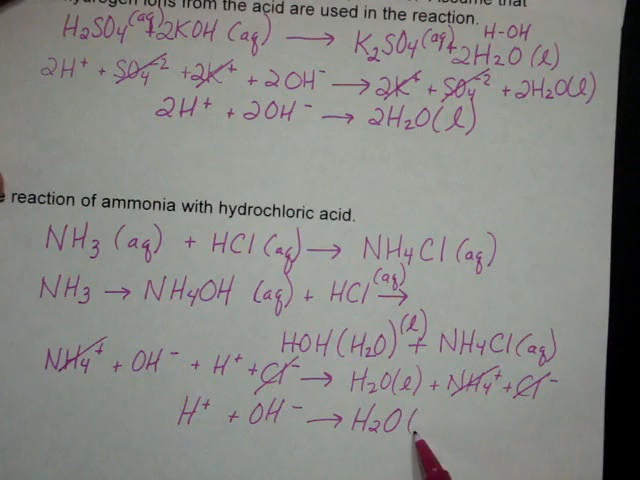 hydrogen ions from the acid are used in the reaction.
H₂SO₄(aq) + 2KOH (aq) → K₂SO₄(aq) + 2H₂O(l)
H-OH
2H⁺ + SO₄⁻² + 2K⁺ + 2OH⁻ → 2K⁺ + SO₄⁻² + 2H₂O(l)
2H⁺ + 2OH⁻ → 2H₂O(l)
reaction of ammonia with hydrochloric acid.
NH₃ (aq) + HCl (aq) → NH₄Cl (aq)
NH₃ → NH₄OH (aq) + HCl (aq) →
HOH (H₂O)(l) + NH₄Cl(aq)
NH₄⁺ + OH⁻ + H⁺ + Cl⁻ → H₂O(l) + NH₄⁺ + Cl⁻
H⁺ + OH⁻ → H₂O (